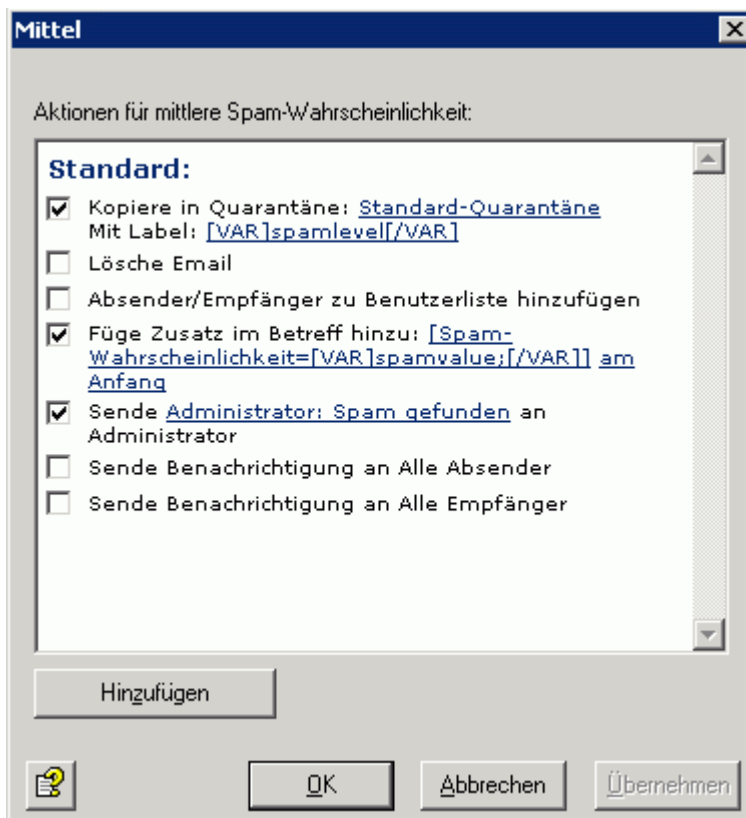 Mittel
Aktionen für mittlere Spam-Wahrscheinlichkeit:
Standard:
Kopiere in Quarantäne: Standard-Quarantäne
Mit Label: [VAR]spamlevel[/VAR]
Lösche Email
Absender/Empfänger zu Benutzerliste hinzufügen
Füge Zusatz im Betreff hinzu: [Spam-
Wahrscheinlichkeit=[VAR]spamvalue;[/VAR]] am
Anfang
Sende Administrator: Spam gefunden an
Administrator
Sende Benachrichtigung an Alle Absender
Sende Benachrichtigung an Alle Empfänger
Hinzufügen
OK Abbrechen Übernehmen